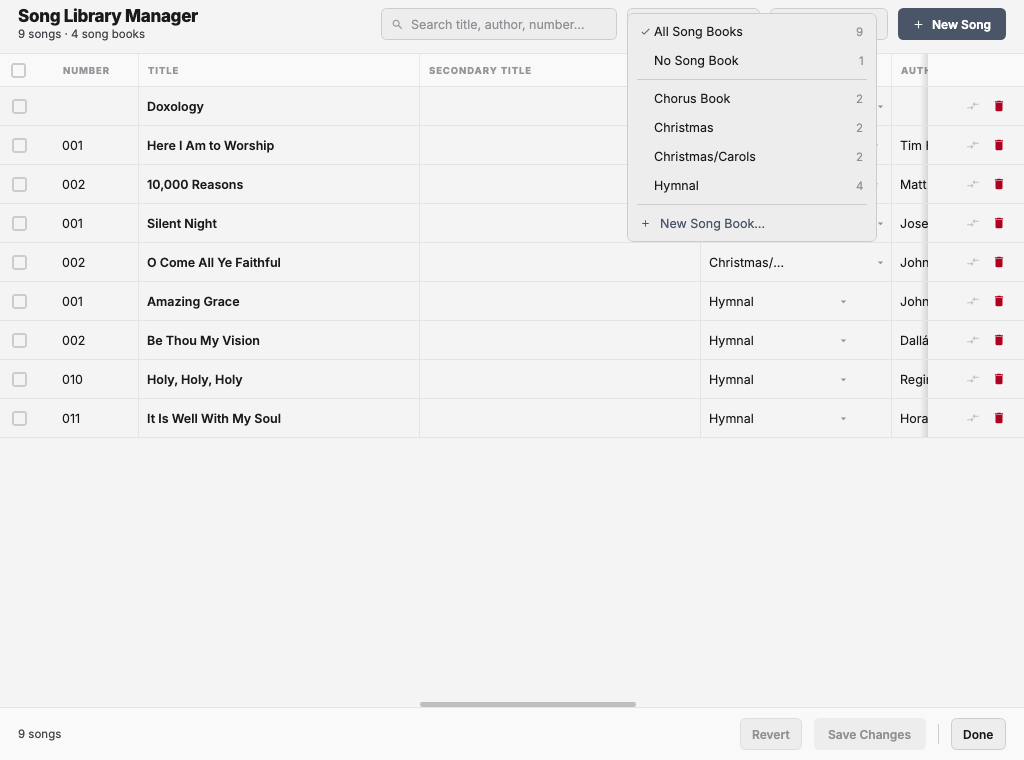 Song Library Manager
9 songs · 4 song books
Search title, author, number...
New Song
All Song Books 9
No Song Book 1
Chorus Book 2
Christmas 2
Christmas/Carols 2
Hymnal 4
New Song Book...
NUMBER TITLE SECONDARY TITLE
Doxology
001 Here I Am to Worship Tim
002 10,000 Reasons Matt
001 Silent Night Jose
002 O Come All Ye Faithful Christmas/... John
001 Amazing Grace Hymnal John
002 Be Thou My Vision Hymnal Dallá
010 Holy, Holy, Holy Hymnal Regi
011 It Is Well With My Soul Hymnal Hora
9 songs
Revert Save Changes Done